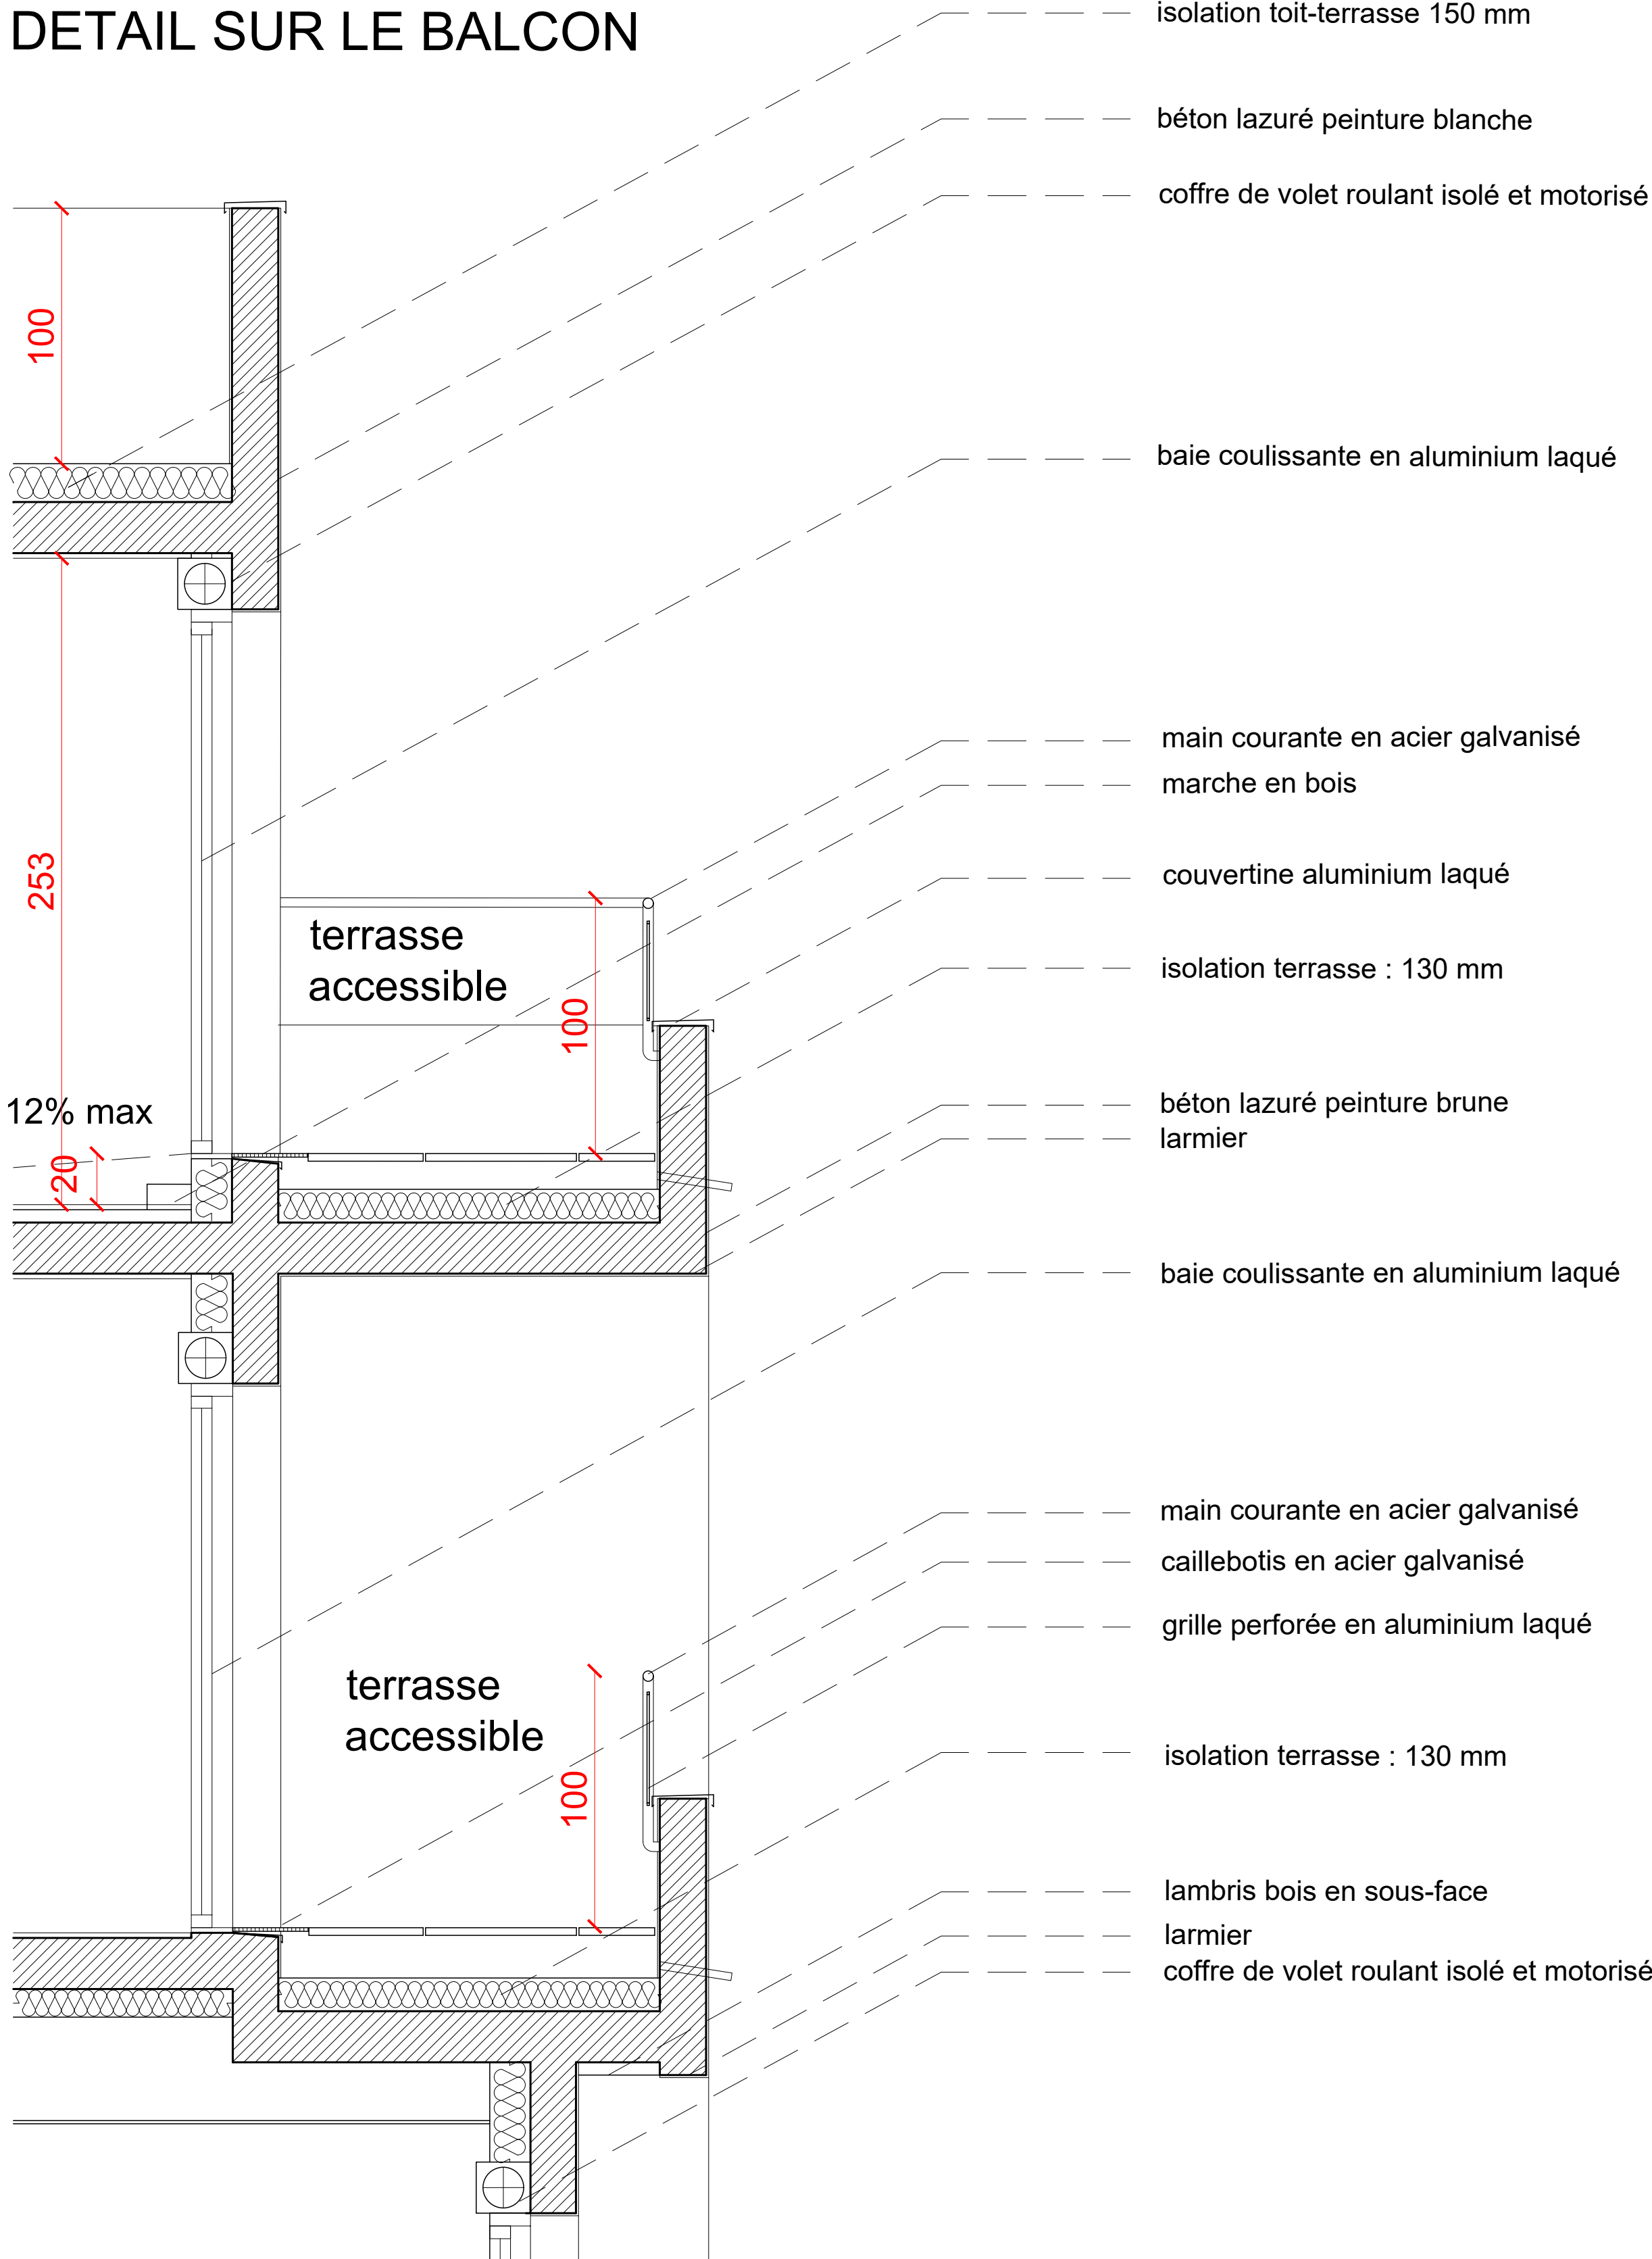 DETAIL SUR LE BALCON
isolation toit-terrasse 150 mm
béton lazuré peinture blanche
coffre de volet roulant isolé et motorisé
100
baie coulissante en aluminium laqué
main courante en acier galvanisé
marche en bois
253
couvertine aluminium laqué
terrasse
accessible
isolation terrasse : 130 mm
100
12% max
béton lazuré peinture brune
larmier
20
baie coulissante en aluminium laqué
main courante en acier galvanisé
caillebotis en acier galvanisé
grille perforée en aluminium laqué
terrasse
accessible
isolation terrasse : 130 mm
100
lambris bois en sous-face
larmier
coffre de volet roulant isolé et motorisé